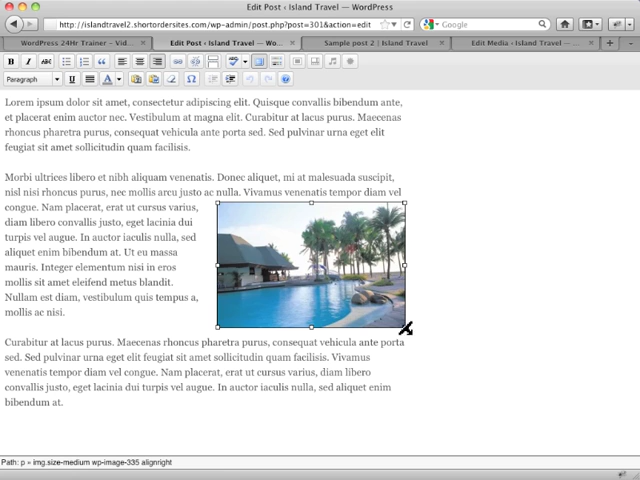 Edit Post ‹ Island Travel — WordPress
http://islandtravel2.shortordersites.com/wp-admin/post.php?post=301&action=edit
Google
WordPress 24Hr Trainer – Vid...
Edit Post ‹ Island Travel — Wo...
Sample post 2 | Island Travel
Edit Media ‹ Island Travel — ...
B I ABC
Paragraph U A
Lorem ipsum dolor sit amet, consectetur adipiscing elit. Quisque convallis bibendum ante,
et placerat enim auctor nec. Vestibulum at magna elit. Curabitur at lacus purus. Maecenas
rhoncus pharetra purus, consequat vehicula ante porta sed. Sed pulvinar urna eget elit
feugiat sit amet sollicitudin quam facilisis.
Morbi ultrices libero et nibh aliquam venenatis. Donec aliquet, mi at malesuada suscipit,
nisl nisi rhoncus purus, nec mollis arcu justo ac nulla. Vivamus venenatis tempor diam vel
congue. Nam placerat, erat ut cursus varius,
diam libero convallis justo, eget lacinia dui
turpis vel augue. In auctor iaculis nulla, sed
aliquet enim bibendum at. Ut eu massa
mauris. Integer elementum nisi in eros
mollis sit amet eleifend metus blandit.
Nullam est diam, vestibulum quis tempus a,
mollis ac nisi.
Curabitur at lacus purus. Maecenas rhoncus pharetra purus, consequat vehicula ante porta
sed. Sed pulvinar urna eget elit feugiat sit amet sollicitudin quam facilisis. Vivamus
venenatis tempor diam vel congue. Nam placerat, erat ut cursus varius, diam libero
convallis justo, eget lacinia dui turpis vel augue. In auctor iaculis nulla, sed aliquet enim
bibendum at.
Path: p » img.size-medium wp-image-335 alignright